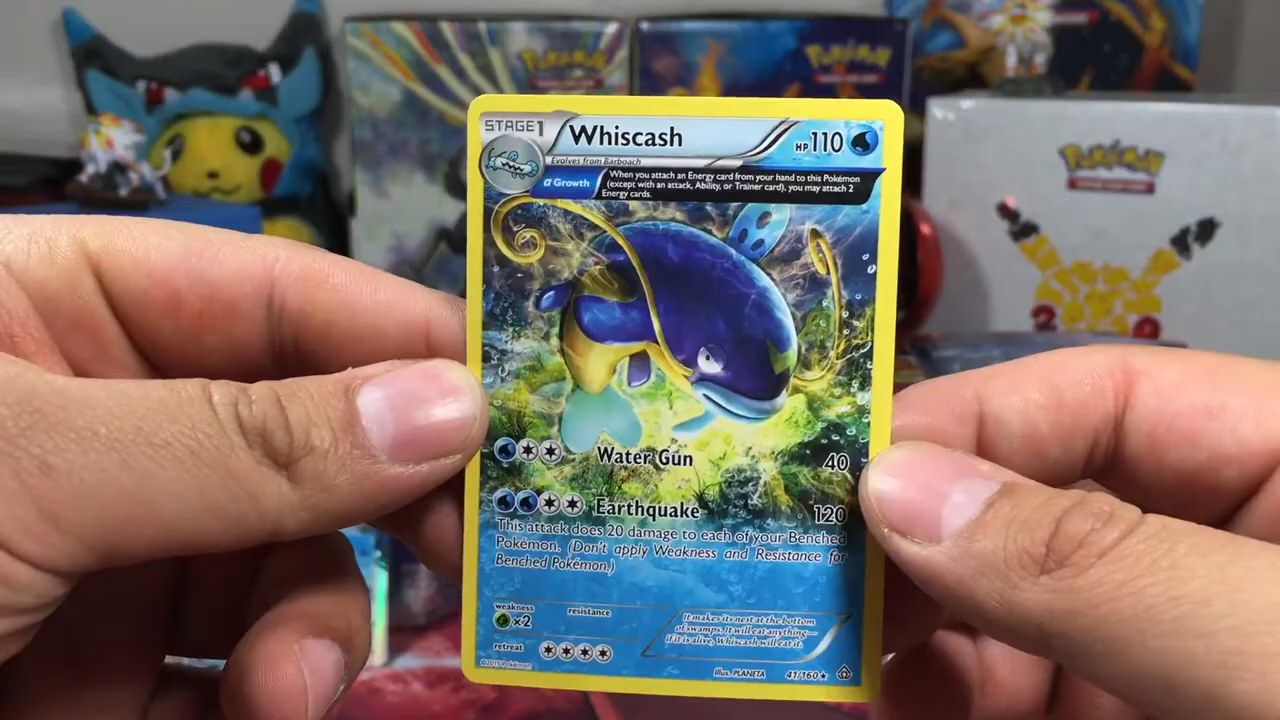 Pokémon
Pokémon
Pokémon
STAGE1
Whiscash
HP110
Evolves from Barboach
α Growth
When you attach an Energy card from your hand to this Pokémon
(except with an attack, Ability, or Trainer card), you may attach 2
Energy cards.
Water Gun
40
Earthquake
120
This attack does 20 damage to each of your Benched
Pokémon. (Don't apply Weakness and Resistance for
Benched Pokémon.)
weakness
resistance
×2
retreat
It makes its nest at the bottom
of swamps. It will eat anything—
if it is alive, Whiscash will eat it.
©2015 Pokémon
Illus. PLANETA
41/160★